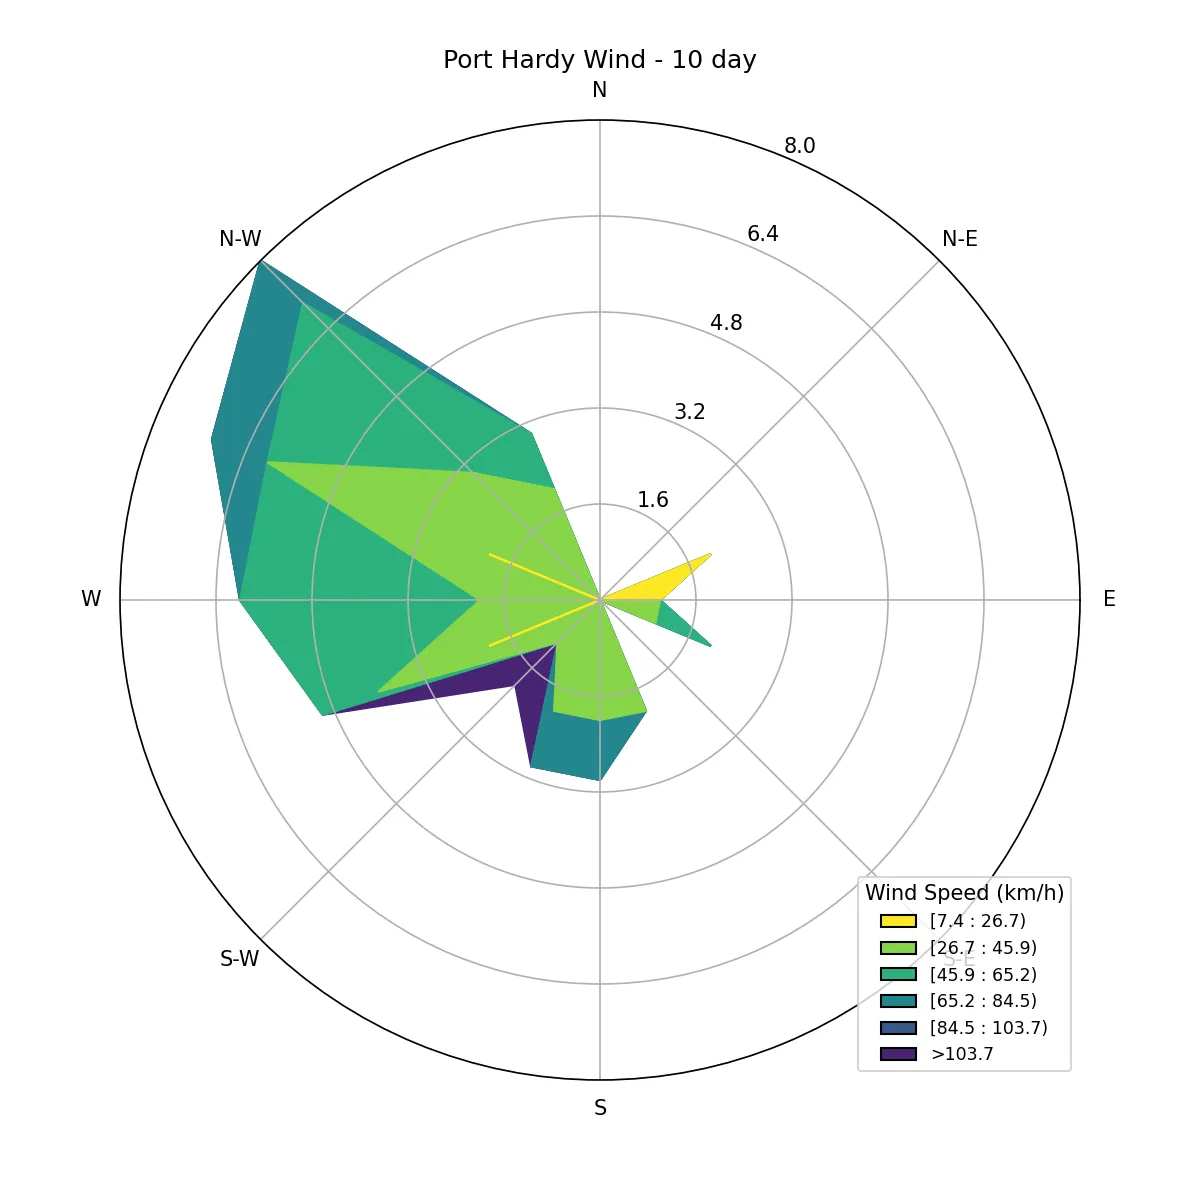 Port Hardy Wind - 10 day
N
8.0
N-W
6.4
N-E
4.8
3.2
1.6
W
E
S-W
S-E
S
Wind Speed (km/h)
[7.4 : 26.7)
[26.7 : 45.9)
[45.9 : 65.2)
[65.2 : 84.5)
[84.5 : 103.7)
>103.7